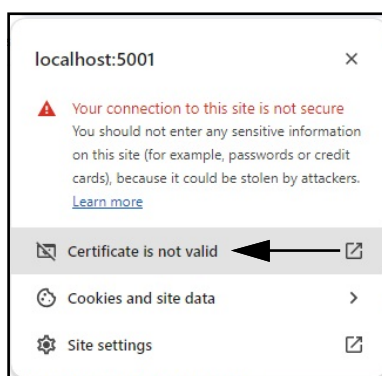 localhost:5001
Your connection to this site is not secure
You should not enter any sensitive information
on this site (for example, passwords or credit
cards), because it could be stolen by attackers.
Learn more
Certificate is not valid
Cookies and site data
Site settings